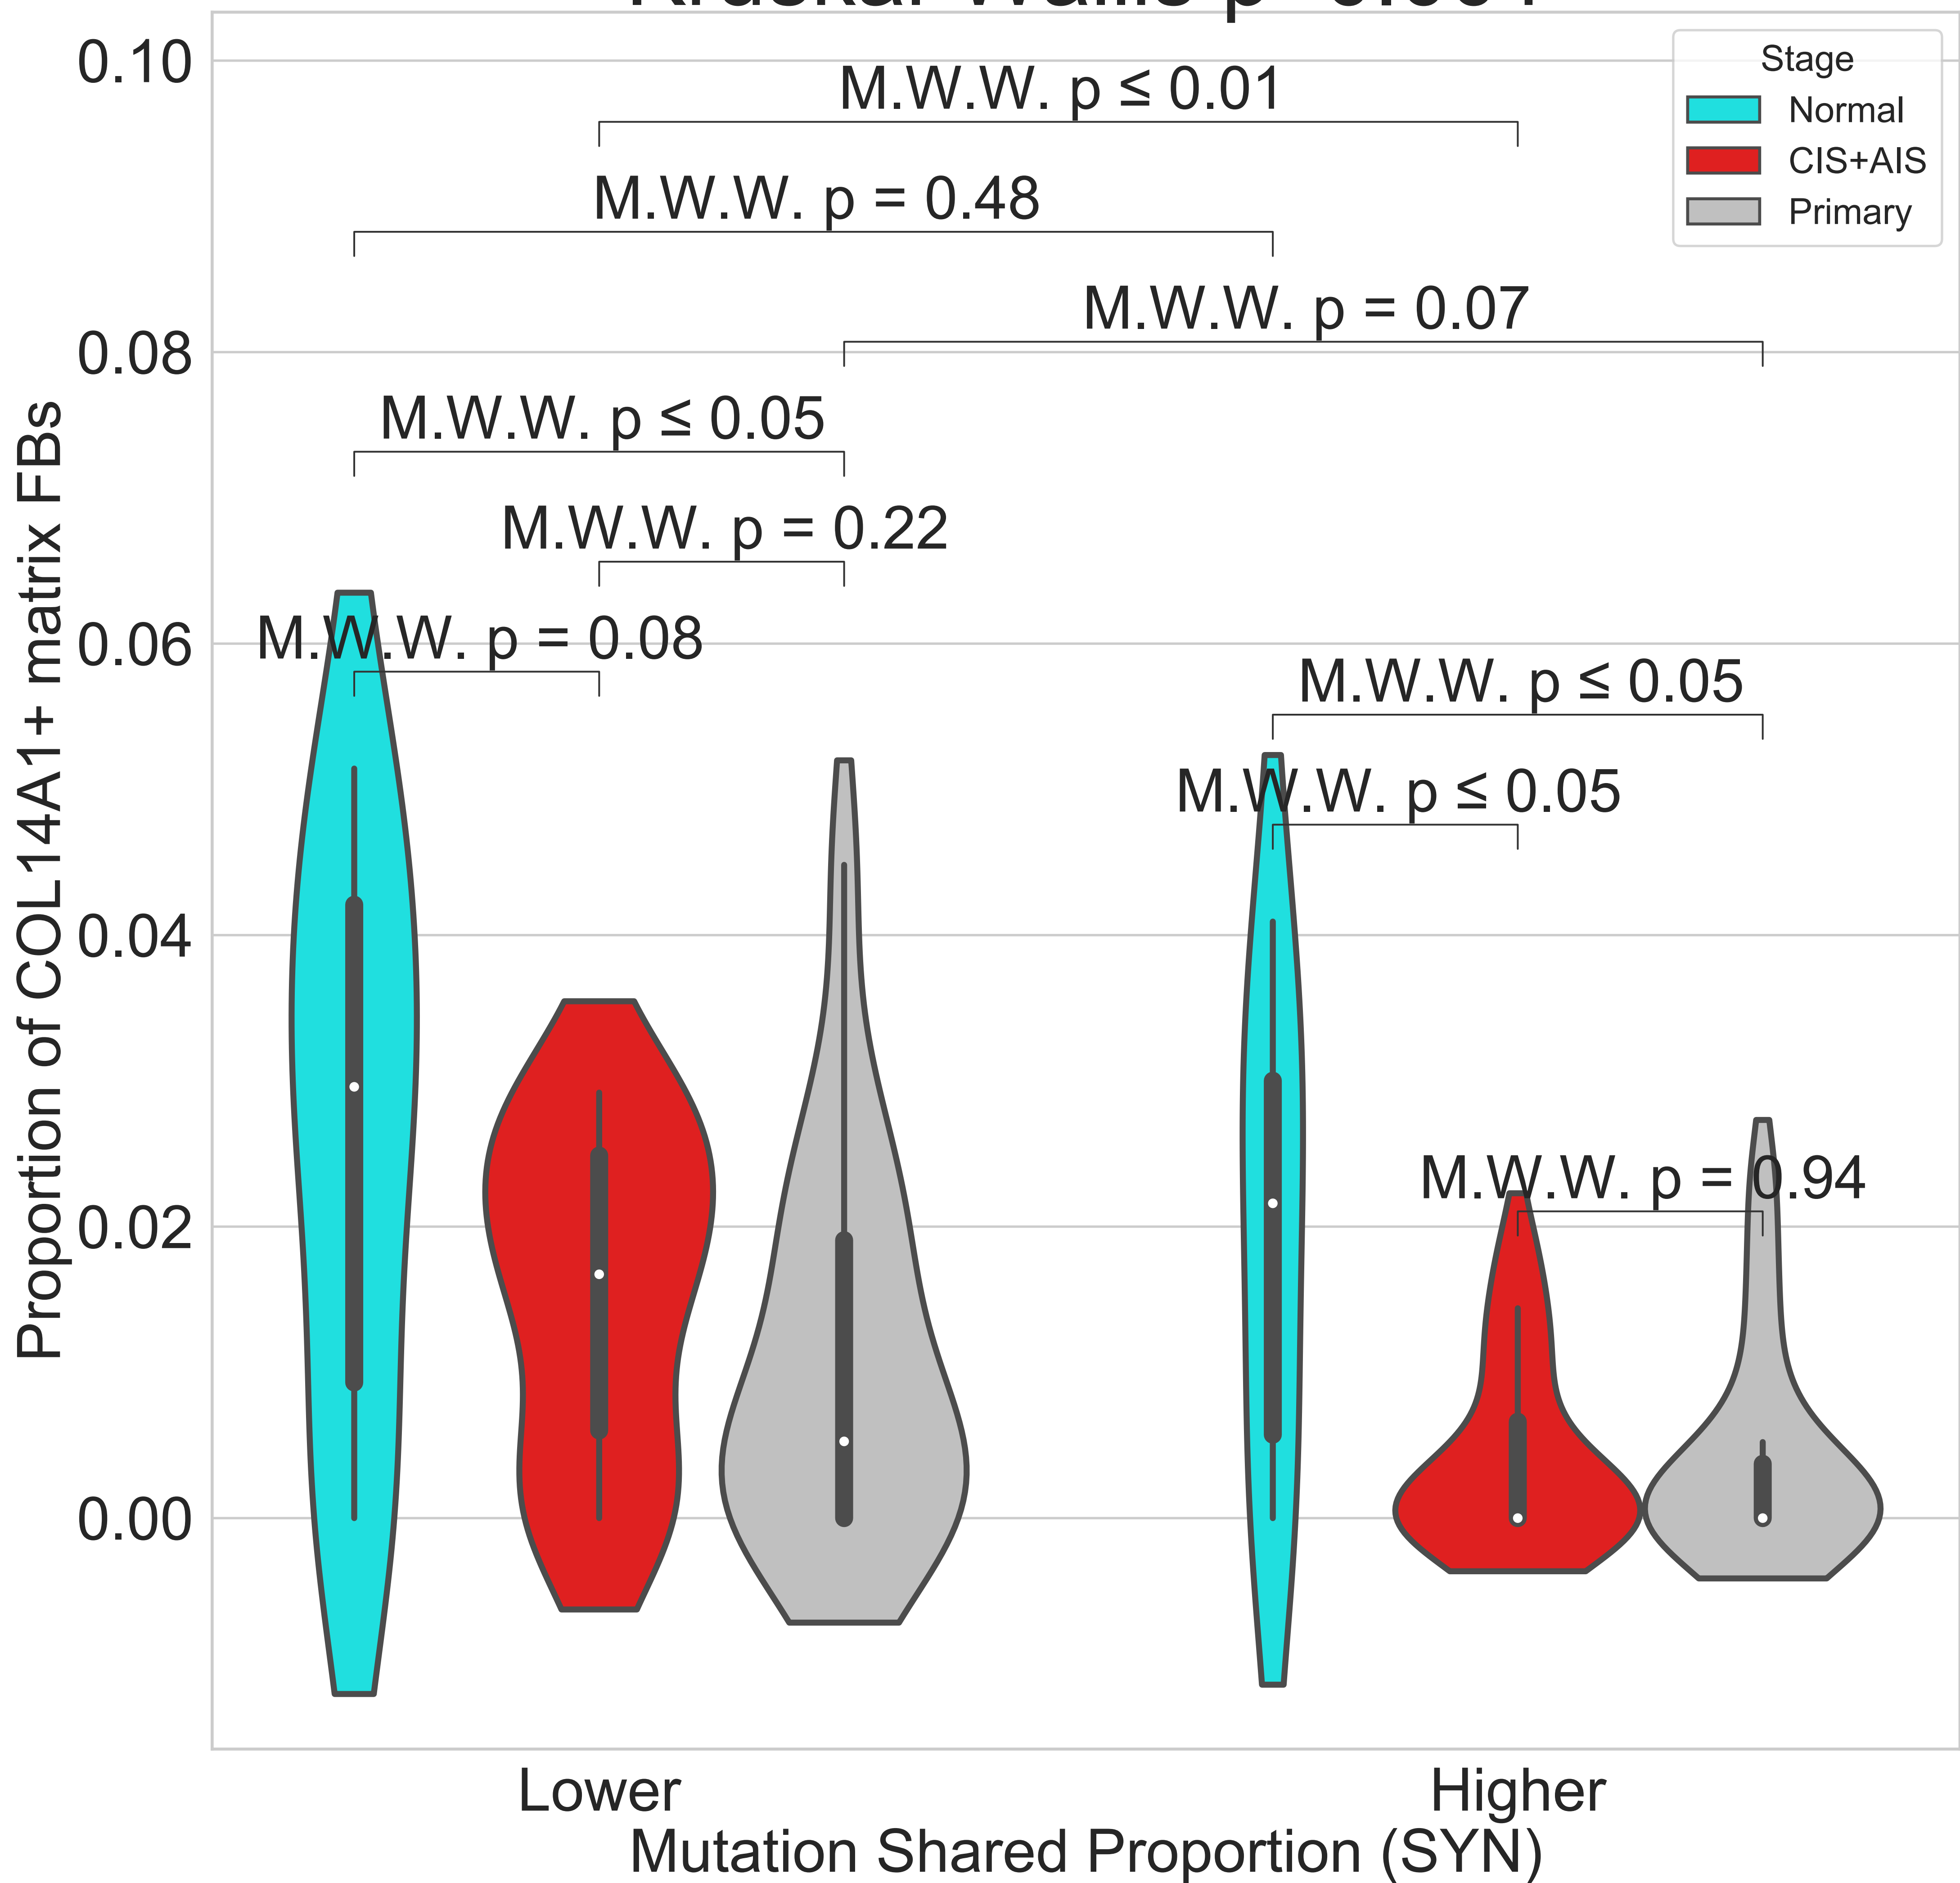 0.10
0.08
0.06
0.04
0.02
0.00
Proportion of COL14A1+ matrix FBs
Stage
Normal
CIS+AIS
Primary
M.W.W. p ≤ 0.01
M.W.W. p = 0.48
M.W.W. p = 0.07
M.W.W. p ≤ 0.05
M.W.W. p = 0.22
M.W.W. p = 0.08
M.W.W. p ≤ 0.05
M.W.W. p ≤ 0.05
M.W.W. p = 0.94
Lower
Higher
Mutation Shared Proportion (SYN)